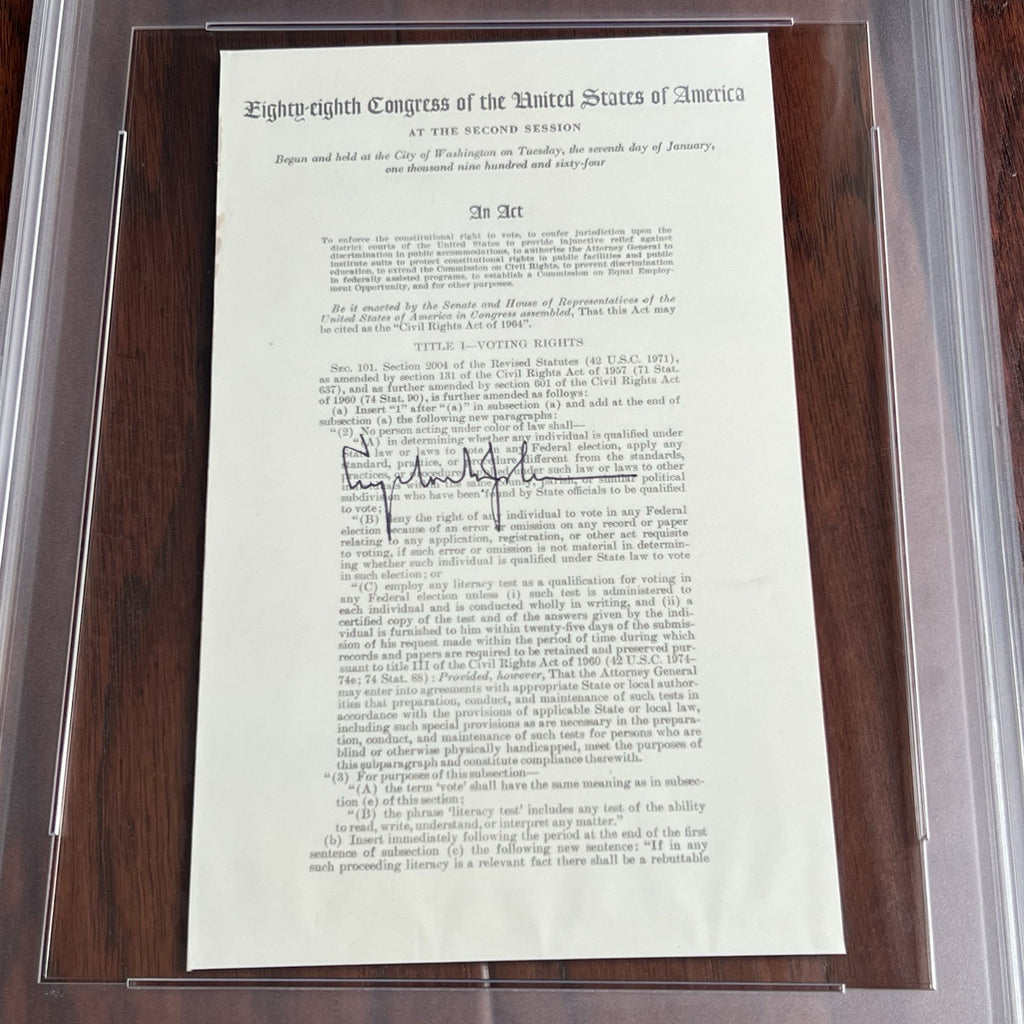 Eighty-eighth Congress of the United States of America
AT THE SECOND SESSION
Begun and held at the City of Washington on Tuesday, the seventh day of January,
one thousand nine hundred and sixty-four
An Act
To enforce the constitutional right to vote, to confer jurisdiction upon the
district courts of the United States to provide injunctive relief against
discrimination in public accommodations, to authorize the Attorney General to
institute suits to protect constitutional rights in public facilities and public
education, to extend the Commission on Civil Rights, to prevent discrimination
in federally assisted programs, to establish a Commission on Equal Employ-
ment Opportunity, and for other purposes.
Be it enacted by the Senate and House of Representatives of the
United States of America in Congress assembled, That this Act may
be cited as the "Civil Rights Act of 1964".
TITLE I—VOTING RIGHTS
SEC. 101. Section 2004 of the Revised Statutes (42 U.S.C. 1971),
as amended by section 131 of the Civil Rights Act of 1957 (71 Stat.
637), and as further amended by section 601 of the Civil Rights Act
of 1960 (74 Stat. 90), is further amended as follows:
(a) Insert "1" after "(a)" in subsection (a) and add at the end of
subsection (a) the following new paragraphs:
"(2) No person acting under color of law shall—
"(A) in determining whether any individual is qualified under
State law or laws to in any Federal election, apply any
standard, practice, or procedure different from the standards,
practices, or procedures applied under such law or laws to other
within the same county, parish, or similar political
subdivision who have been found by State officials to be qualified
to vote;
"(B) deny the right of any individual to vote in any Federal
election because of an error or omission on any record or paper
relating to any application, registration, or other act requisite
to voting, if such error or omission is not material in determin-
ing whether such individual is qualified under State law to vote
in such election; or
"(C) employ any literacy test as a qualification for voting in
any Federal election unless (i) such test is administered to
each individual and is conducted wholly in writing, and (ii) a
certified copy of the test and of the answers given by the indi-
vidual is furnished to him within twenty-five days of the submis-
sion of his request made within the period of time during which
records and papers are required to be retained and preserved pur-
suant to title III of the Civil Rights Act of 1960 (42 U.S.C. 1974–
74e; 74 Stat. 88): Provided, however, That the Attorney General
may enter into agreements with appropriate State or local author-
ities that preparation, conduct, and maintenance of such tests in
accordance with the provisions of applicable State or local law,
including such special provisions as are necessary in the prepara-
tion, conduct, and maintenance of such tests for persons who are
blind or otherwise physically handicapped, meet the purposes of
this subparagraph and constitute compliance therewith.
"(3) For purposes of this subsection—
"(A) the term 'vote' shall have the same meaning as in subsec-
tion (e) of this section;
"(B) the phrase 'literacy test' includes any test of the ability
to read, write, understand, or interpret any matter."
(b) Insert immediately following the period at the end of the first
sentence of subsection (c) the following new sentence: "If in any
such proceeding literacy is a relevant fact there shall be a rebuttable